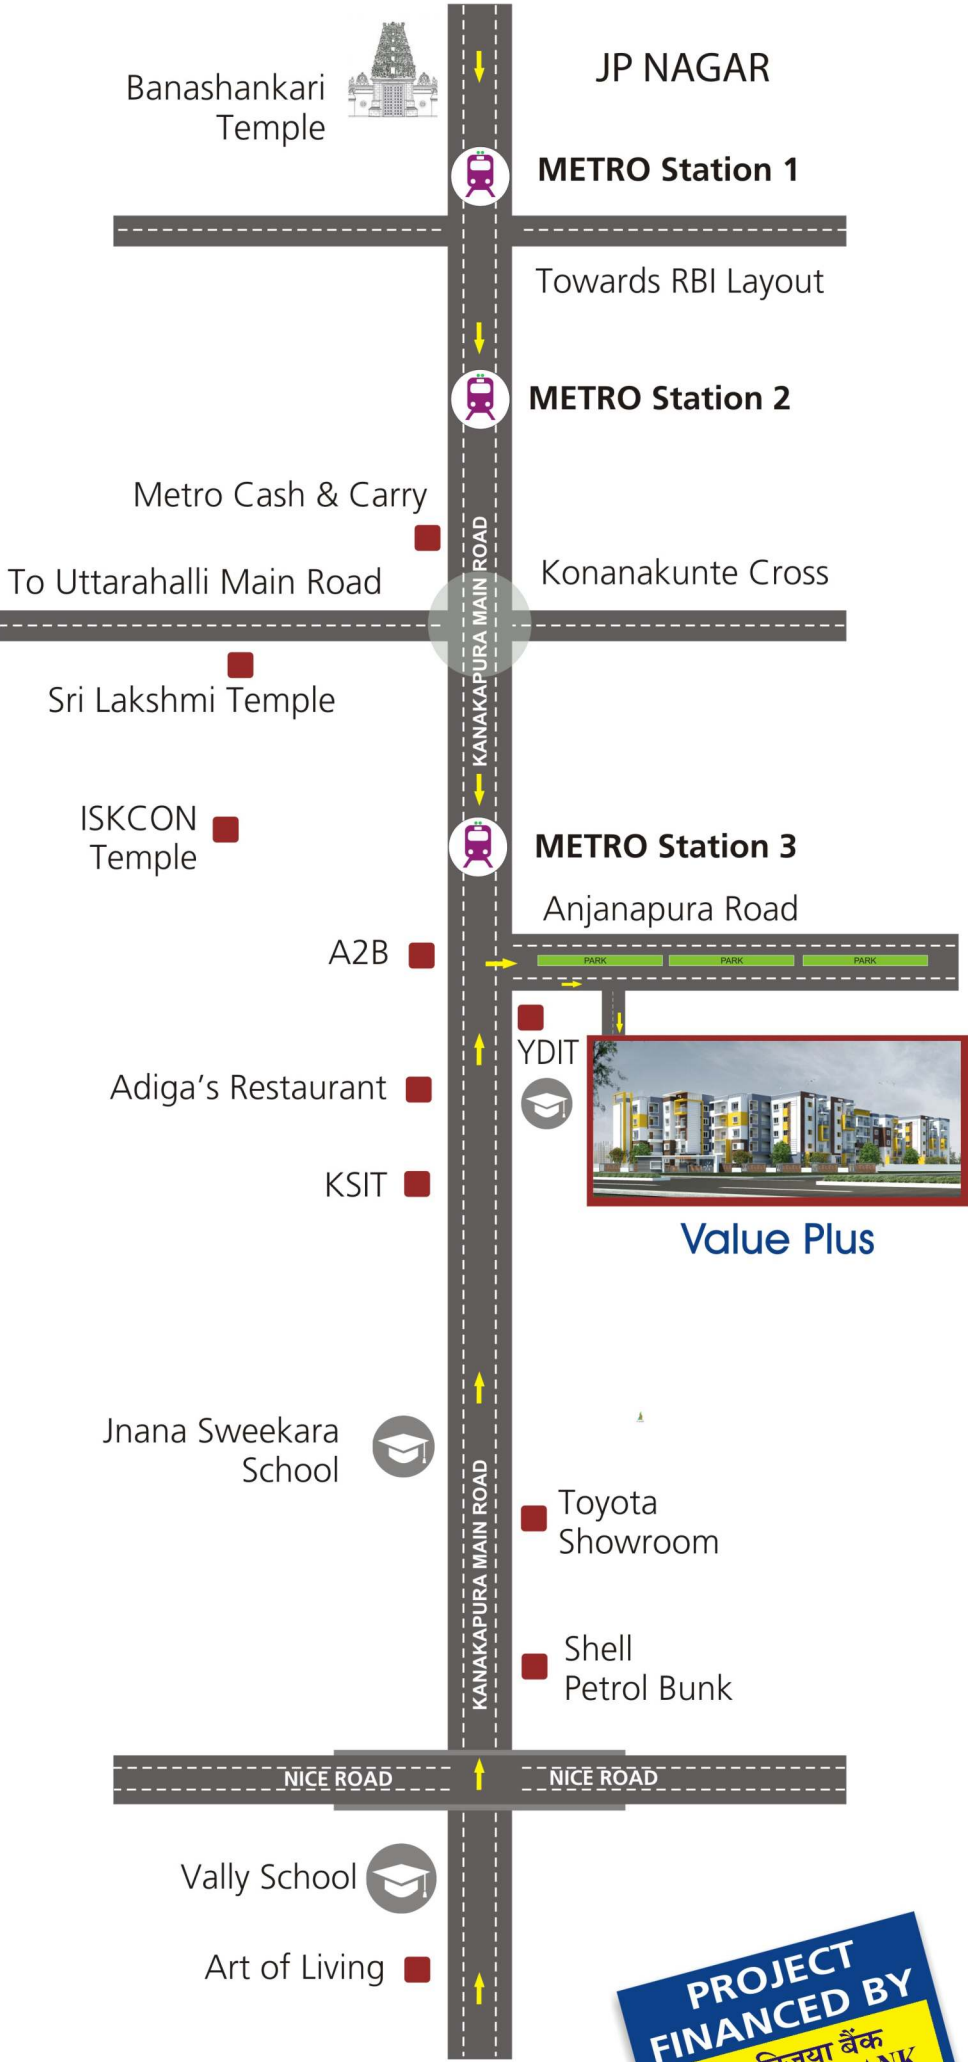 JP NAGAR
Banashankari
Temple
METRO Station 1
Towards RBI Layout
METRO Station 2
Metro Cash & Carry
KANAKAPURA MAIN ROAD
To Uttarahalli Main Road
Konanakunte Cross
Sri Lakshmi Temple
ISKCON
Temple
METRO Station 3
Anjanapura Road
A2B
PARK
PARK
PARK
YDIT
Adiga's Restaurant
KSIT
Value Plus
Jnana Sweekara
School
KANAKAPURA MAIN ROAD
Toyota
Showroom
Shell
Petrol Bunk
NICE ROAD
NICE ROAD
Vally School
Art of Living
PROJECT
FINANCED BY
बैंक